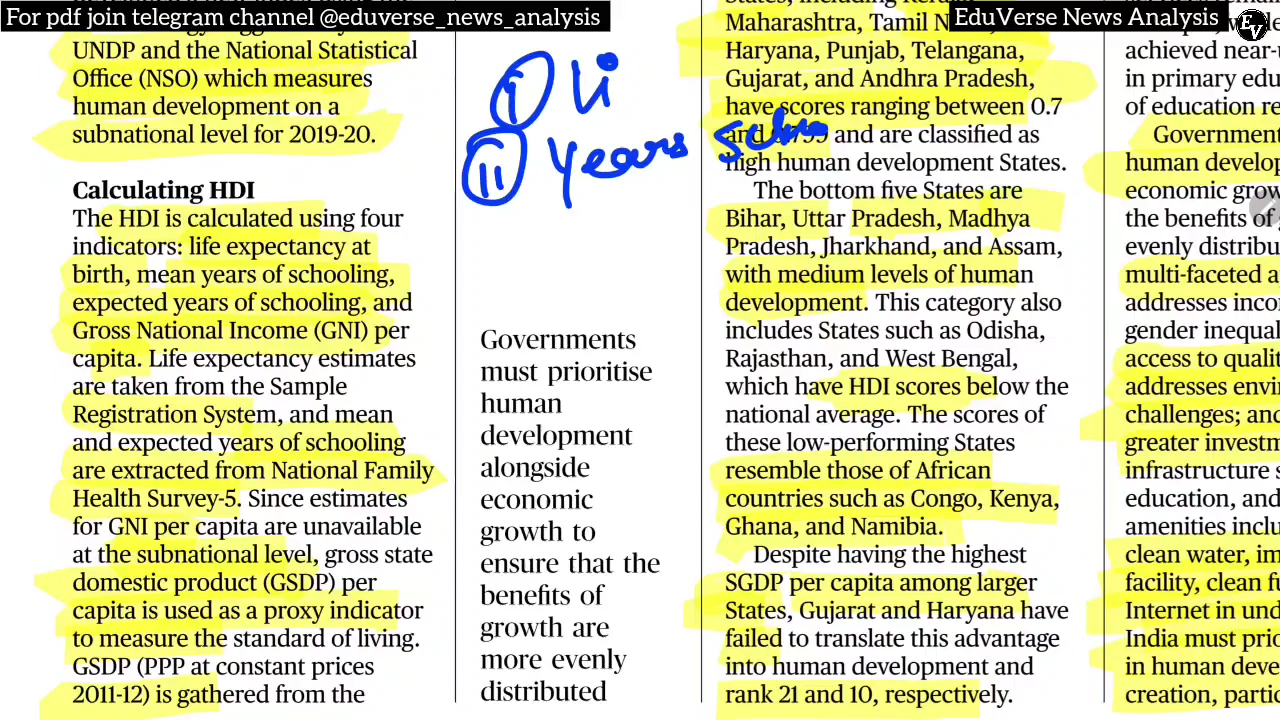 For pdf join telegram channel @eduverse_news_analysis
EduVerse News Analysis
UNDP and the National Statistical
Office (NSO) which measures
human development on a
subnational level for 2019-20.
Calculating HDI
The HDI is calculated using four
indicators: life expectancy at
birth, mean years of schooling,
expected years of schooling, and
Gross National Income (GNI) per
capita. Life expectancy estimates
are taken from the Sample
Registration System, and mean
and expected years of schooling
are extracted from National Family
Health Survey-5. Since estimates
for GNI per capita are unavailable
at the subnational level, gross state
domestic product (GSDP) per
capita is used as a proxy indicator
to measure the standard of living.
GSDP (PPP at constant prices
2011-12) is gathered from the
I Li
II Years
Governments
must prioritise
human
development
alongside
economic
growth to
ensure that the
benefits of
growth are
more evenly
distributed
Maharashtra, Tamil
Haryana, Punjab, Telangana,
Gujarat, and Andhra Pradesh,
have scores ranging between 0.7
and and are classified as
high human development States.
The bottom five States are
Bihar, Uttar Pradesh, Madhya
Pradesh, Jharkhand, and Assam,
with medium levels of human
development. This category also
includes States such as Odisha,
Rajasthan, and West Bengal,
which have HDI scores below the
national average. The scores of
these low-performing States
resemble those of African
countries such as Congo, Kenya,
Ghana, and Namibia.
Despite having the highest
SGDP per capita among larger
States, Gujarat and Haryana have
failed to translate this advantage
into human development and
rank 21 and 10, respectively.
achieved near-u
in primary edu
of education re
Government
human develop
economic grow
the benefits of g
evenly distribu
multi-faceted a
addresses incom
gender inequal
access to qualit
addresses envir
challenges; and
greater investm
infrastructure s
education, and
amenities inclu
clean water, im
facility, clean fu
Internet in und
India must prio
in human deve
creation, partic